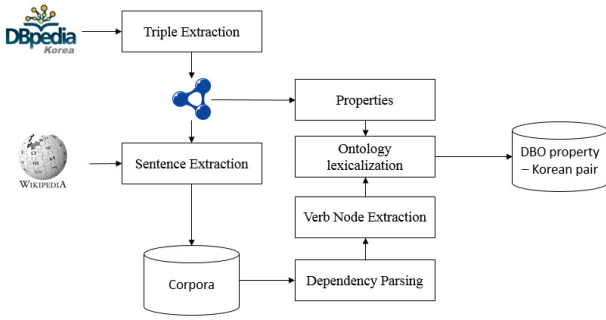 DBpedia
Korea
Triple Extraction
Properties
WIKIPEDIA
Sentence Extraction
Ontology
lexicalization
DBO property
– Korean pair
Verb Node Extraction
Corpora
Dependency Parsing